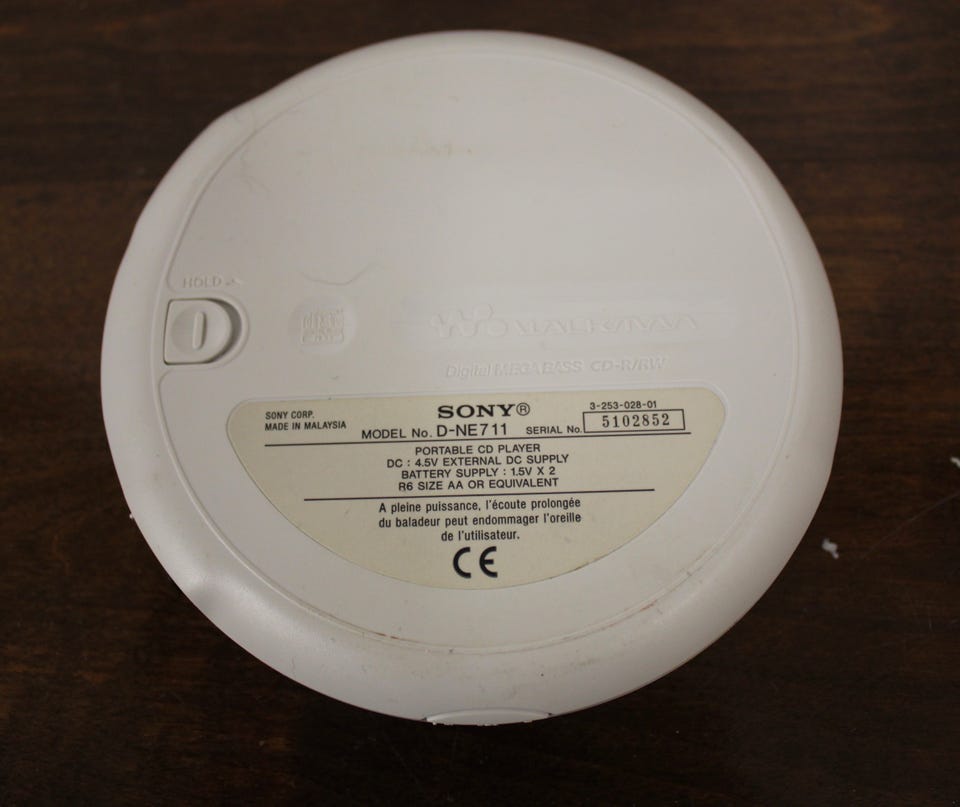 HOLD
WALKMAN
Digital MEGA BASS CD-R/RW
SONY CORP.
MADE IN MALAYSIA
SONY®
MODEL No. D-NE711
3-253-028-01
SERIAL No. 5102852
PORTABLE CD PLAYER
DC : 4.5V EXTERNAL DC SUPPLY
BATTERY SUPPLY : 1.5V X 2
R6 SIZE AA OR EQUIVALENT
A pleine puissance, l'écoute prolongée
du baladeur peut endommager l'oreille
de l'utilisateur.
CE